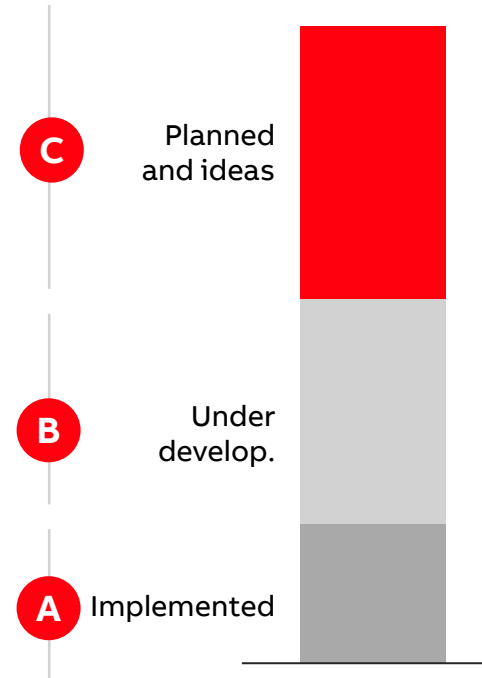 C
Planned
and ideas
B
Under
develop.
A
Implemented